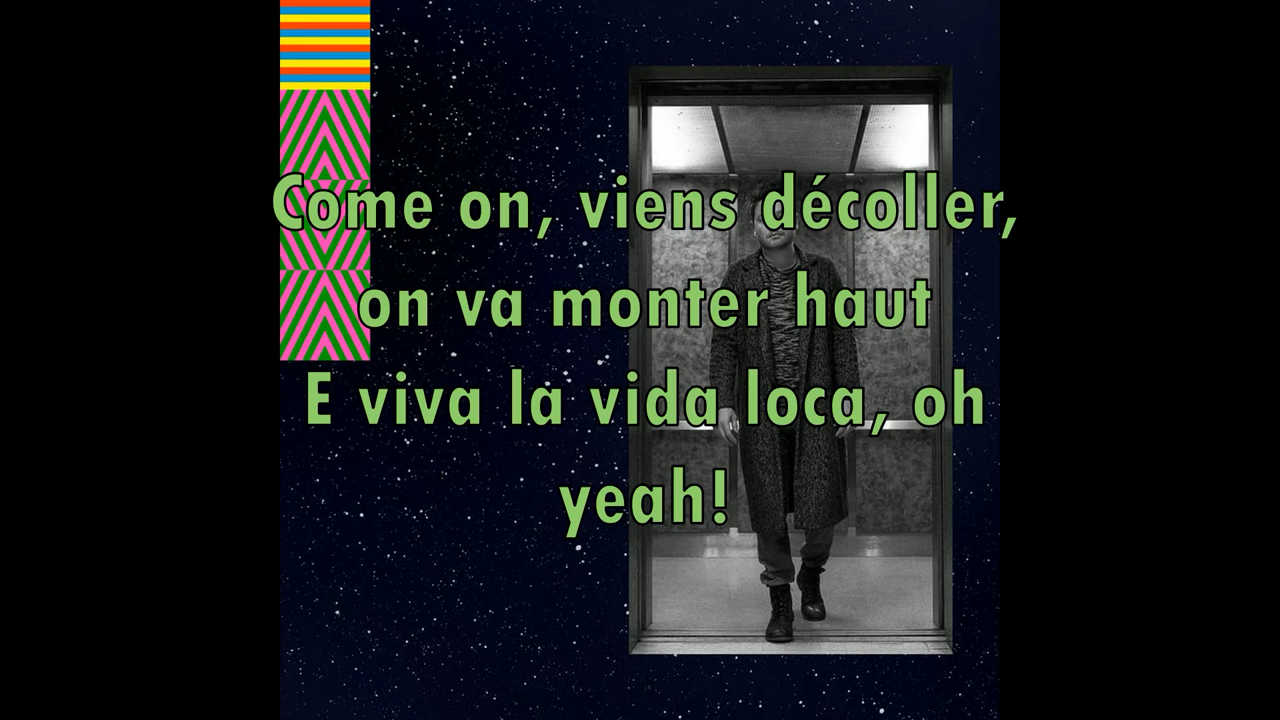 Come on, viens décoller,
on va monter haut
E viva la vida loca, oh
yeah!